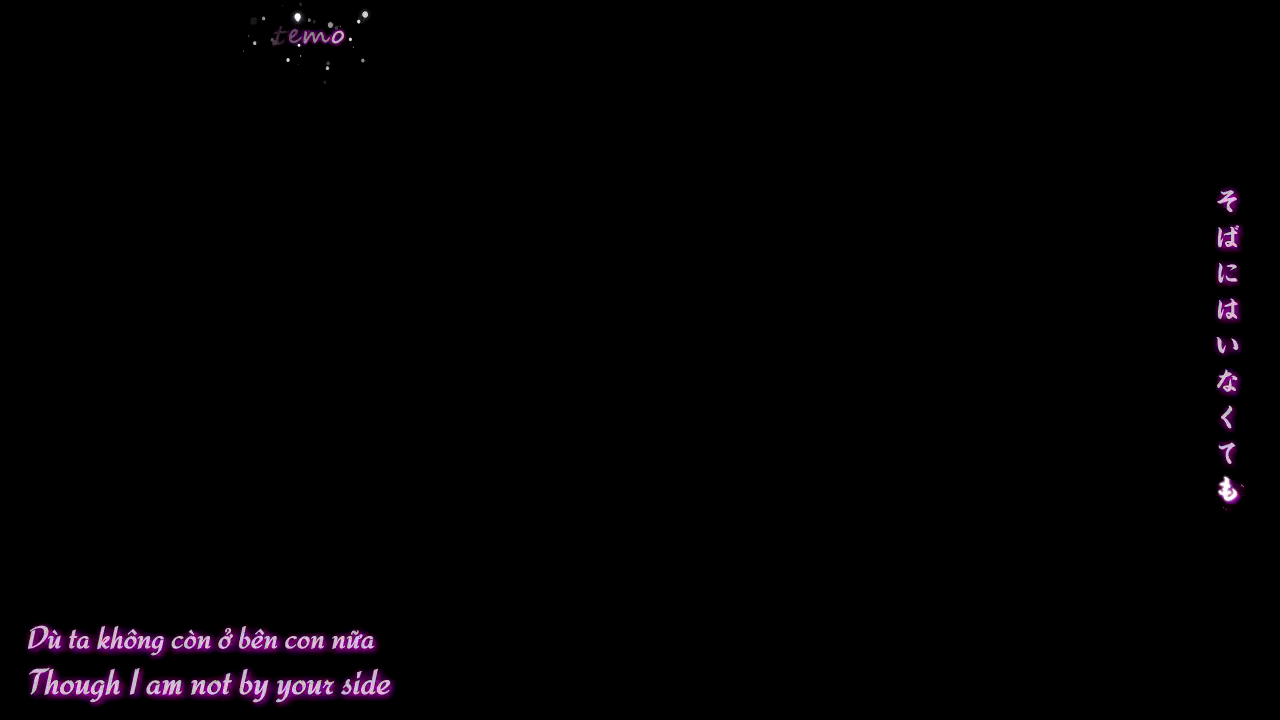 temo
そばにはいなくても
Dù ta không còn ở bên con nữa
Though I am not by your side